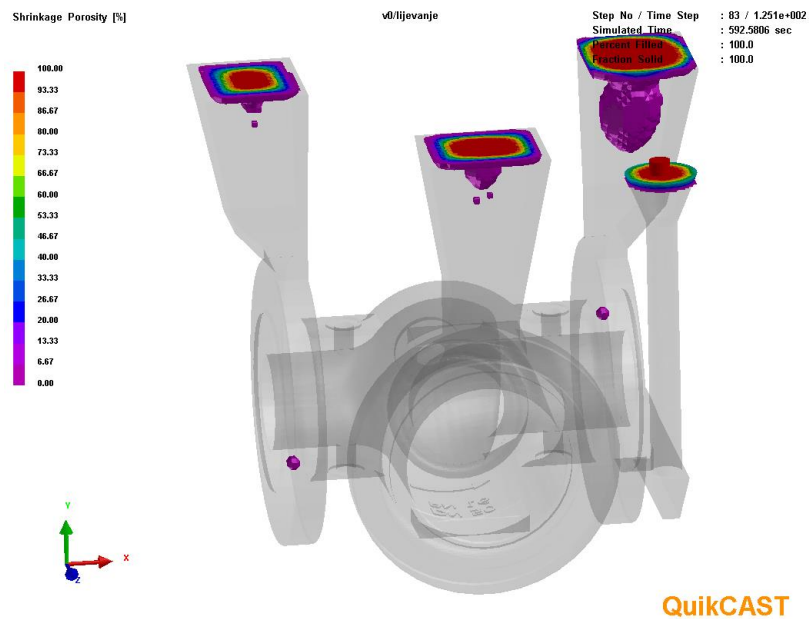 Shrinkage Porosity [%]
v0/lijevanje
Step No / Time Step : 83 / 1.251e+002
Simulated Time : 592.5806 sec
Percent Filled : 100.0
Fraction Solid : 100.0
100.00
93.33
86.67
80.00
73.33
66.67
60.00
53.33
46.67
40.00
33.33
26.67
20.00
13.33
6.67
0.00
Y
X
Z
QuikCAST